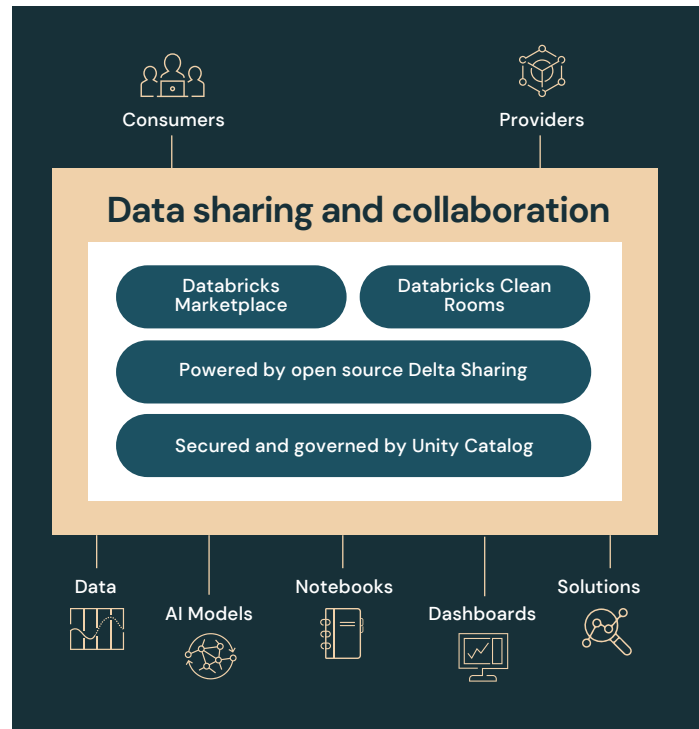 Consumers
Providers
Data sharing and collaboration
Databricks
Marketplace
Databricks Clean
Rooms
Powered by open source Delta Sharing
Secured and governed by Unity Catalog
Data
AI Models
Notebooks
Dashboards
Solutions